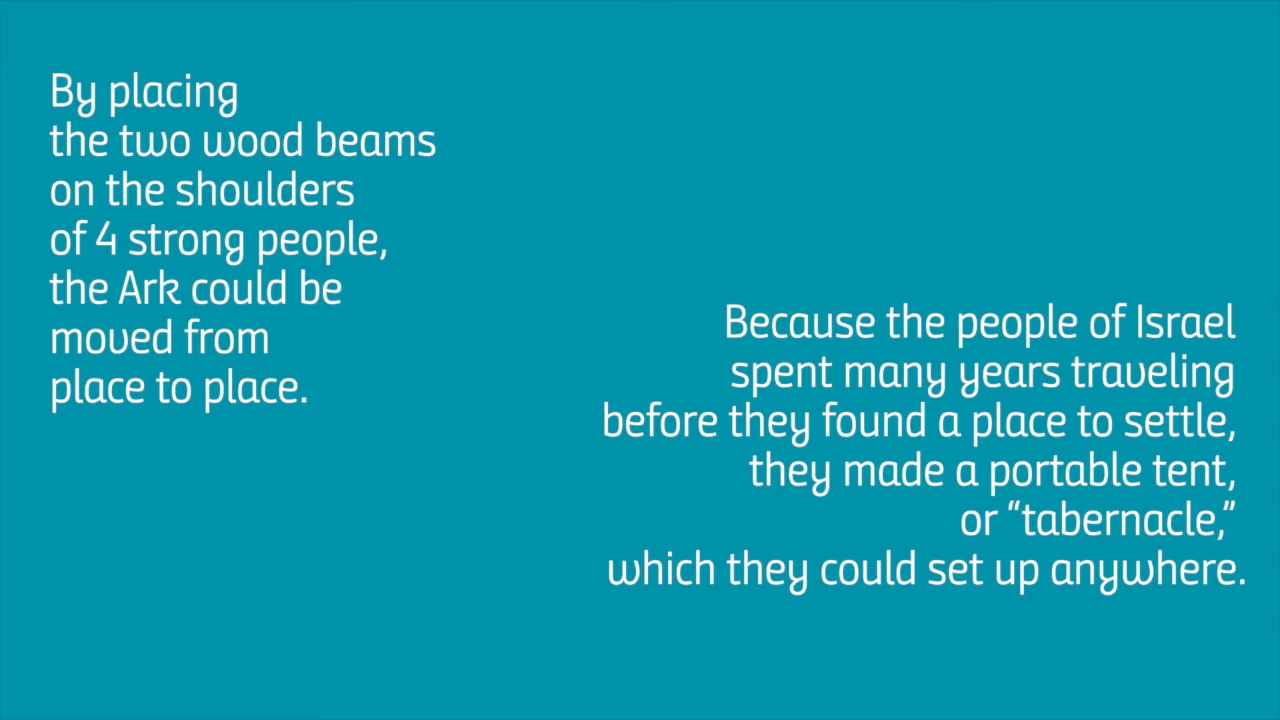 By placing
the two wood beams
on the shoulders
of 4 strong people,
the Ark could be
moved from
place to place.
Because the people of Israel
spent many years traveling
before they found a place to settle,
they made a portable tent,
or “tabernacle,”
which they could set up anywhere.